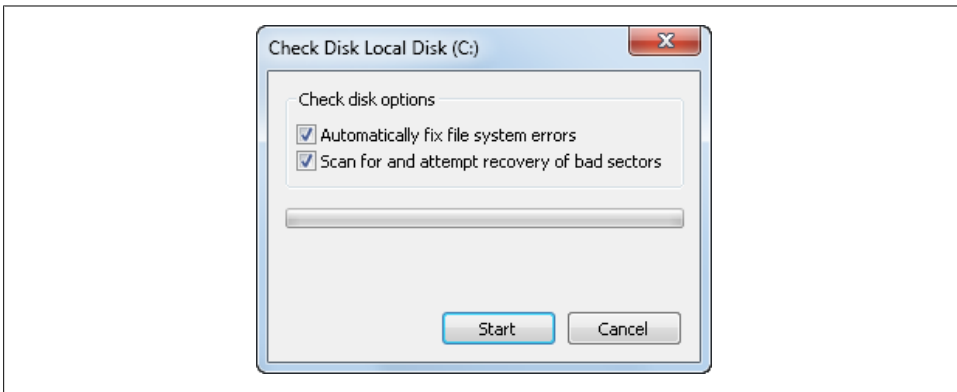 Check Disk Local Disk (C:)
Check disk options
Automatically fix file system errors
Scan for and attempt recovery of bad sectors
Start
Cancel